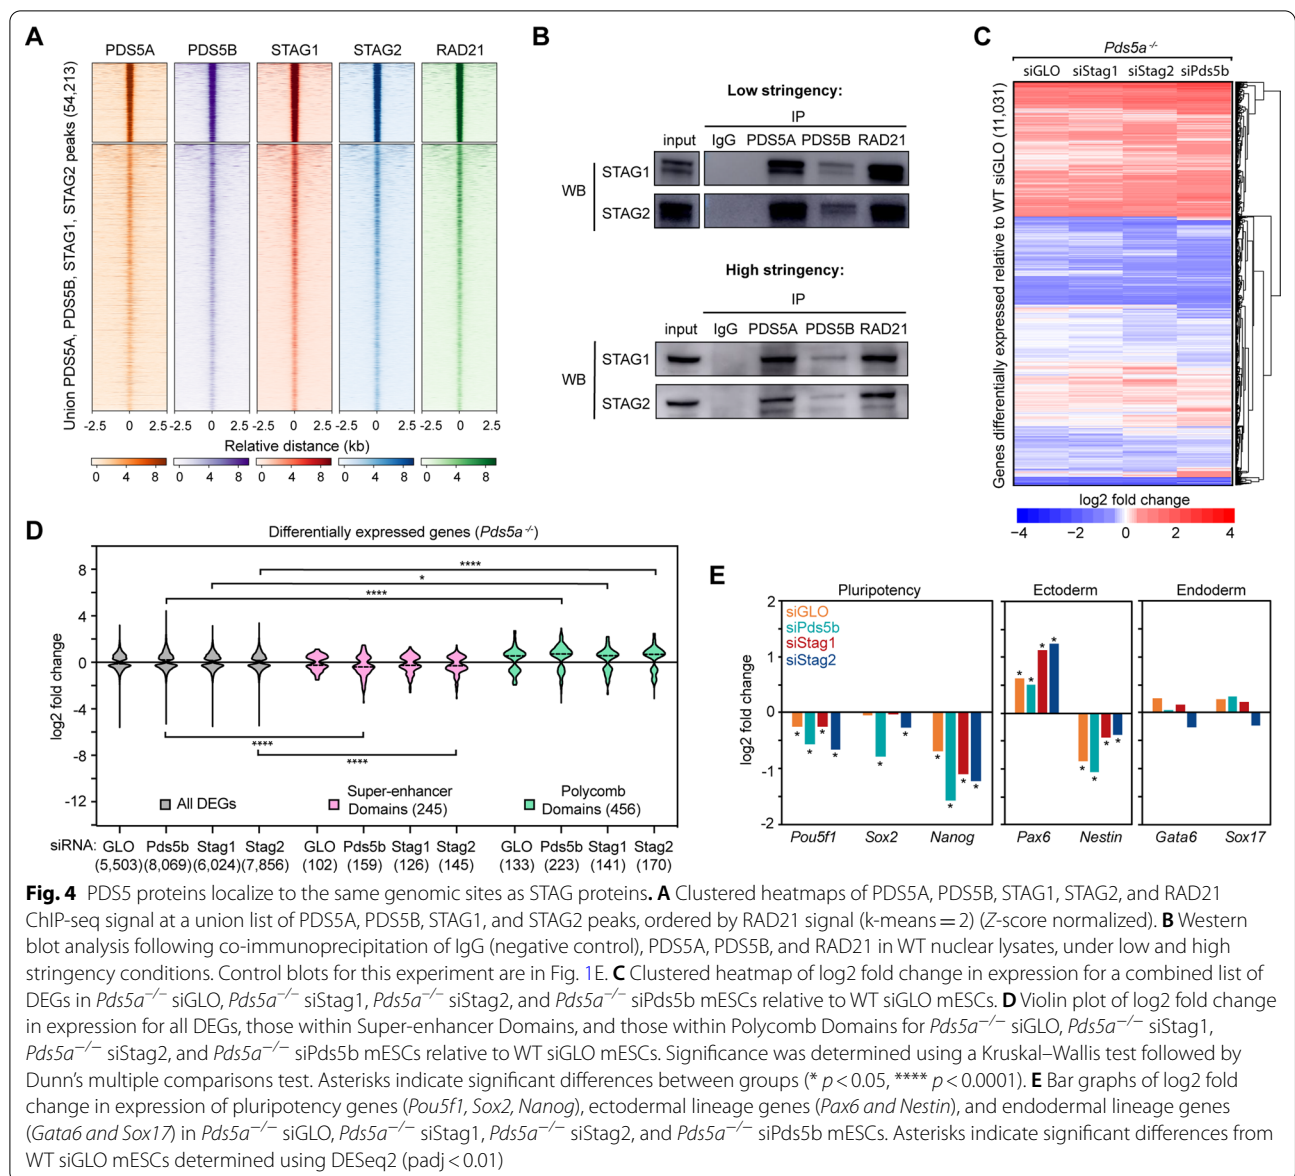 A
PDS5A PDS5B STAG1 STAG2 RAD21
Union PDS5A, PDS5B, STAG1, STAG2 peaks (54,213)
-2.5 0 2.5 -2.5 0 2.5 -2.5 0 2.5 -2.5 0 2.5 -2.5 0 2.5
Relative distance (kb)
0 4 8 0 4 8 0 4 8 0 4 8 0 4 8
B
Low stringency:
IP
input IgG PDS5A PDS5B RAD21
WB
STAG1
STAG2
High stringency:
IP
input IgG PDS5A PDS5B RAD21
WB
STAG1
STAG2
C
Pds5a-/-
siGLO siStag1 siStag2 siPds5b
Genes differentially expressed relative to WT siGLO (11,031)
log2 fold change
−4 −2 0 2 4
D
Differentially expressed genes (Pds5a-/-)
log2 fold change
8
4
0
-4
-8
-12
****
*
****
****
****
All DEGs
Super-enhancer
Domains (245)
Polycomb
Domains (456)
siRNA: GLO Pds5b Stag1 Stag2 GLO Pds5b Stag1 Stag2 GLO Pds5b Stag1 Stag2
(5,503) (8,069) (6,024) (7,856) (102) (159) (126) (145) (133) (223) (141) (170)
E
Pluripotency Ectoderm Endoderm
siGLO
siPds5b
siStag1
siStag2
log2 fold change
2
1
0
-1
-2
* * * * * * * * * *
* * * * * * * *
Pou5f1 Sox2 Nanog Pax6 Nestin Gata6 Sox17
Fig. 4 PDS5 proteins localize to the same genomic sites as STAG proteins. A Clustered heatmaps of PDS5A, PDS5B, STAG1, STAG2, and RAD21
ChIP-seq signal at a union list of PDS5A, PDS5B, STAG1, and STAG2 peaks, ordered by RAD21 signal (k-means = 2) (Z-score normalized). B Western
blot analysis following co-immunoprecipitation of IgG (negative control), PDS5A, PDS5B, and RAD21 in WT nuclear lysates, under low and high
stringency conditions. Control blots for this experiment are in Fig. 1E. C Clustered heatmap of log2 fold change in expression for a combined list of
DEGs in Pds5a−/− siGLO, Pds5a−/− siStag1, Pds5a−/− siStag2, and Pds5a−/− siPds5b mESCs relative to WT siGLO mESCs. D Violin plot of log2 fold change
in expression for all DEGs, those within Super-enhancer Domains, and those within Polycomb Domains for Pds5a−/− siGLO, Pds5a−/− siStag1,
Pds5a−/− siStag2, and Pds5a−/− siPds5b mESCs relative to WT siGLO mESCs. Significance was determined using a Kruskal–Wallis test followed by
Dunn's multiple comparisons test. Asterisks indicate significant differences between groups (* p < 0.05, **** p < 0.0001). E Bar graphs of log2 fold
change in expression of pluripotency genes (Pou5f1, Sox2, Nanog), ectodermal lineage genes (Pax6 and Nestin), and endodermal lineage genes
(Gata6 and Sox17) in Pds5a−/− siGLO, Pds5a−/− siStag1, Pds5a−/− siStag2, and Pds5a−/− siPds5b mESCs. Asterisks indicate significant differences from
WT siGLO mESCs determined using DESeq2 (padj < 0.01)